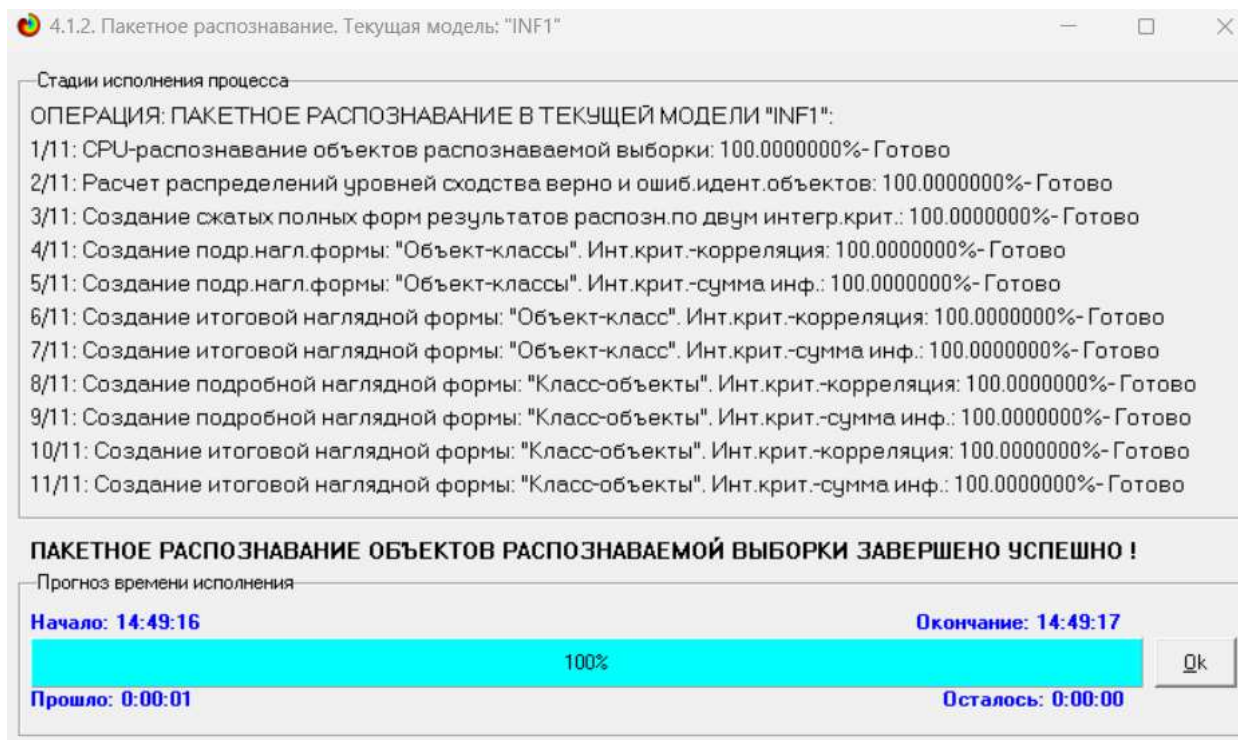 4.1.2. Пакетное распознавание. Текущая модель: "INF1"
Стадии исполнения процесса
ОПЕРАЦИЯ: ПАКЕТНОЕ РАСПОЗНАВАНИЕ В ТЕКУЩЕЙ МОДЕЛИ "INF1":
1/11: CPU-распознавание объектов распознаваемой выборки: 100.0000000%- Готово
2/11: Расчет распределений уровней сходства верно и ошиб.идент.объектов: 100.0000000%- Готово
3/11: Создание сжатых полных форм результатов распозн.по двум интегр.крит.: 100.0000000%- Готово
4/11: Создание подр.нагл.формы: "Объект-классы". Инт.крит.-корреляция: 100.0000000%- Готово
5/11: Создание подр.нагл.формы: "Объект-классы". Инт.крит.-сумма инф.: 100.0000000%- Готово
6/11: Создание итоговой наглядной формы: "Объект-класс". Инт.крит.-корреляция: 100.0000000%- Готово
7/11: Создание итоговой наглядной формы: "Объект-класс". Инт.крит.-сумма инф.: 100.0000000%- Готово
8/11: Создание подробной наглядной формы: "Класс-объекты". Инт.крит.-корреляция: 100.0000000%- Готово
9/11: Создание подробной наглядной формы: "Класс-объекты". Инт.крит.-сумма инф.: 100.0000000%- Готово
10/11: Создание итоговой наглядной формы: "Класс-объекты". Инт.крит.-корреляция: 100.0000000%- Готово
11/11: Создание итоговой наглядной формы: "Класс-объекты". Инт.крит.-сумма инф.: 100.0000000%- Готово
ПАКЕТНОЕ РАСПОЗНАВАНИЕ ОБЪЕКТОВ РАСПОЗНАВАЕМОЙ ВЫБОРКИ ЗАВЕРШЕНО УСПЕШНО !
Прогноз времени исполнения
Начало: 14:49:16 Окончание: 14:49:17
100% Ok
Прошло: 0:00:01 Осталось: 0:00:00